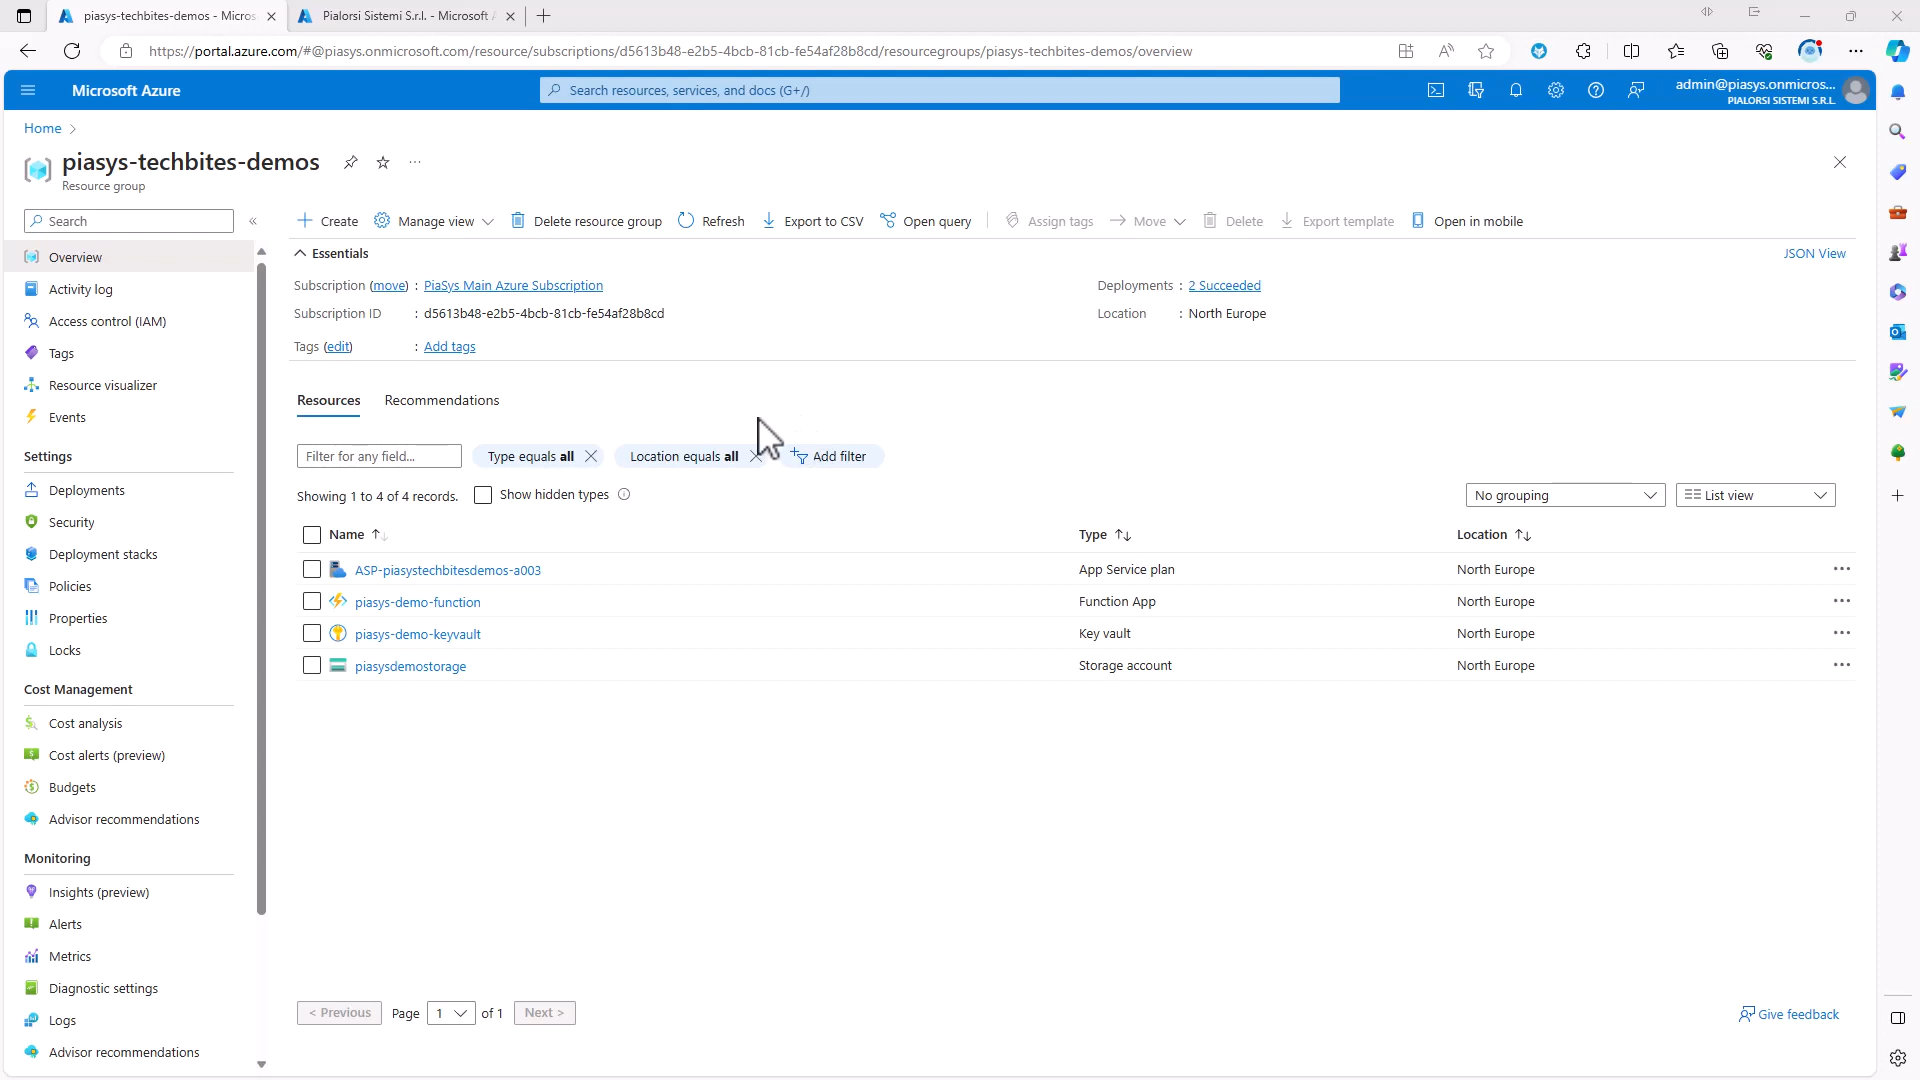 piasys-techbites-demos - Micros
Pialorsi Sistemi S.r.l. - Microsoft A
https://portal.azure.com/#@piasys.onmicrosoft.com/resource/subscriptions/d5613b48-e2b5-4bcb-81cb-fe54af28b8cd/resourcegroups/piasys-techbites-demos/overview
Microsoft Azure
Search resources, services, and docs (G+/)
admin@piasys.onmicros...
PIALORSI SISTEMI S.R.L.
Home
piasys-techbites-demos
Resource group
Search
Create Manage view Delete resource group Refresh Export to CSV Open query Assign tags Move Delete Export template Open in mobile
Overview
Activity log
Access control (IAM)
Tags
Resource visualizer
Events
Settings
Deployments
Security
Deployment stacks
Policies
Properties
Locks
Cost Management
Cost analysis
Cost alerts (preview)
Budgets
Advisor recommendations
Monitoring
Insights (preview)
Alerts
Metrics
Diagnostic settings
Logs
Advisor recommendations
Essentials
JSON View
Subscription (move) : PiaSys Main Azure Subscription
Deployments : 2 Succeeded
Subscription ID : d5613b48-e2b5-4bcb-81cb-fe54af28b8cd
Location : North Europe
Tags (edit) : Add tags
Resources Recommendations
Filter for any field... Type equals all Location equals all Add filter
Showing 1 to 4 of 4 records. Show hidden types
No grouping List view
Name Type Location
ASP-piasystechbitesdemos-a003 App Service plan North Europe
piasys-demo-function Function App North Europe
piasys-demo-keyvault Key vault North Europe
piasysdemostorage Storage account North Europe
< Previous Page 1 of 1 Next >
Give feedback